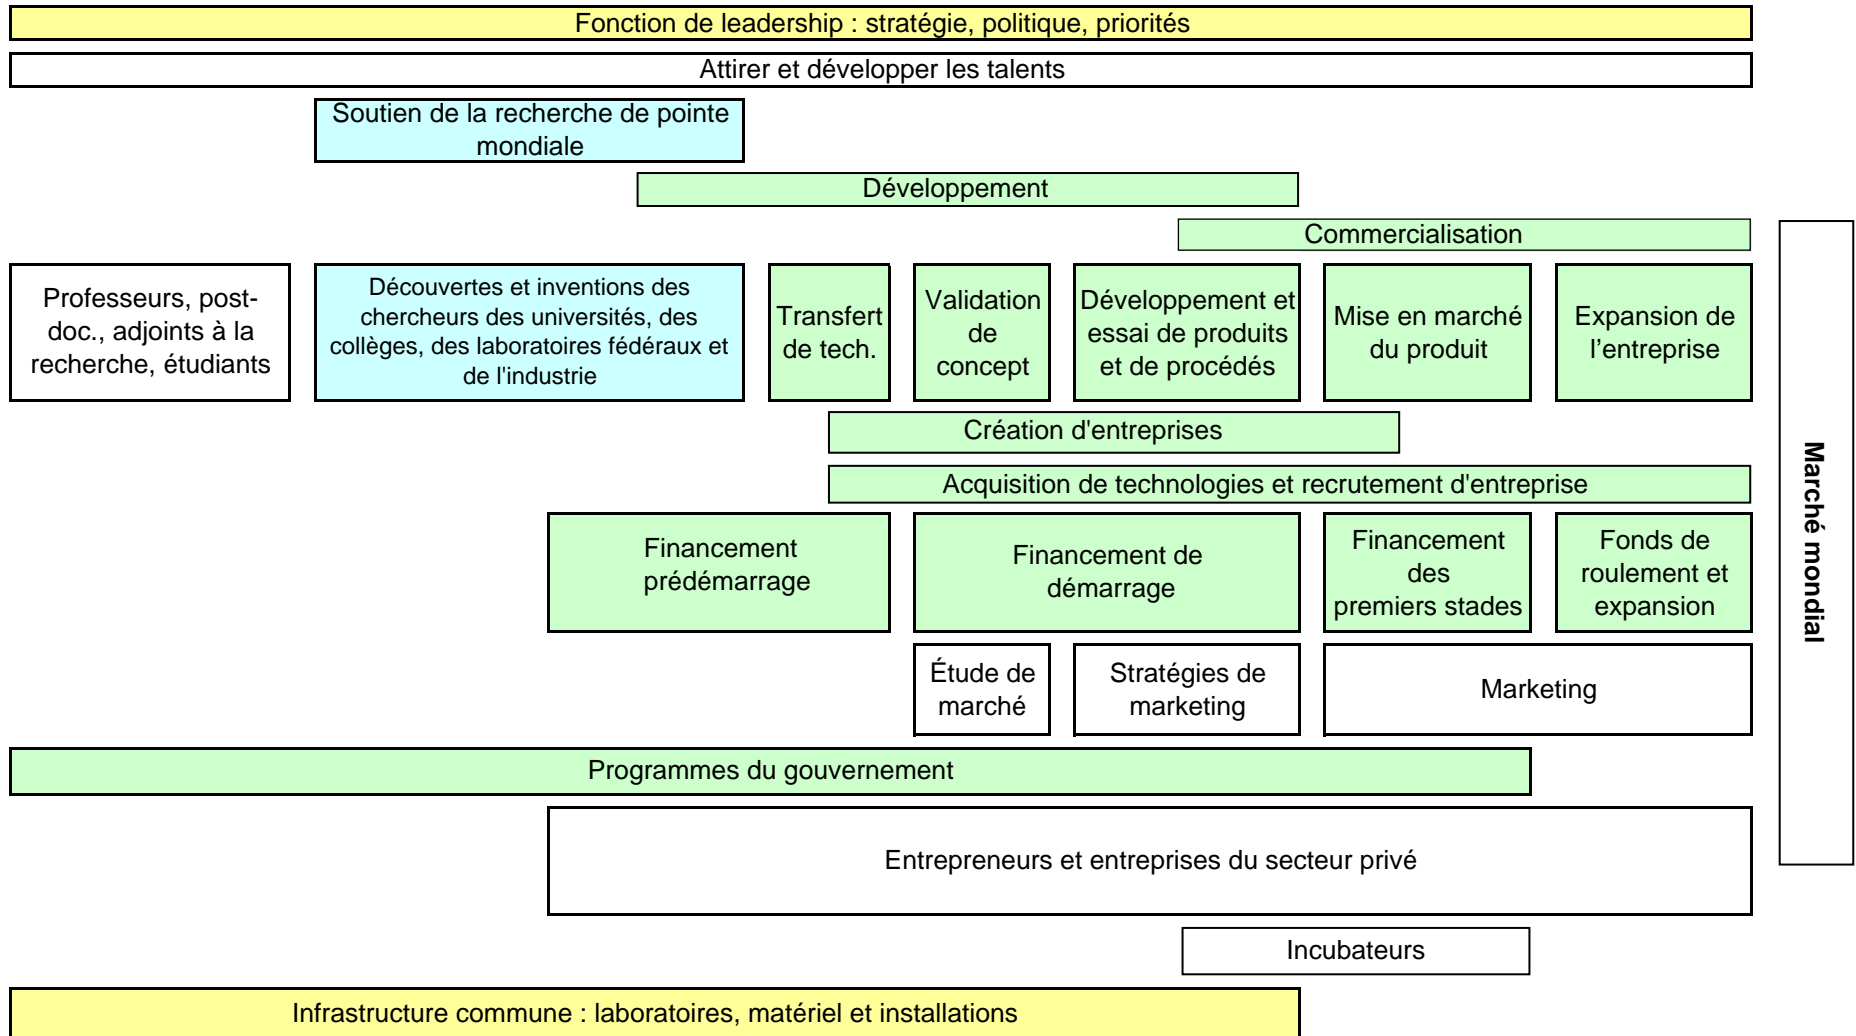 Fonction de leadership : stratégie, politique, priorités
Attirer et développer les talents
Soutien de la recherche de pointe
mondiale
Développement
Commercialisation
Professeurs, post-
doc., adjoints à la
recherche, étudiants
Découvertes et inventions des
chercheurs des universités, des
collèges, des laboratoires fédéraux et
de l'industrie
Transfert
de tech.
Validation
de
concept
Développement et
essai de produits
et de procédés
Mise en marché
du produit
Expansion de
l’entreprise
Création d'entreprises
Acquisition de technologies et recrutement d'entreprise
Financement
prédémarrage
Financement de
démarrage
Financement
des
premiers stades
Fonds de
roulement et
expansion
Étude de
marché
Stratégies de
marketing
Marketing
Programmes du gouvernement
Entrepreneurs et entreprises du secteur privé
Incubateurs
Infrastructure commune : laboratoires, matériel et installations
Marché mondial